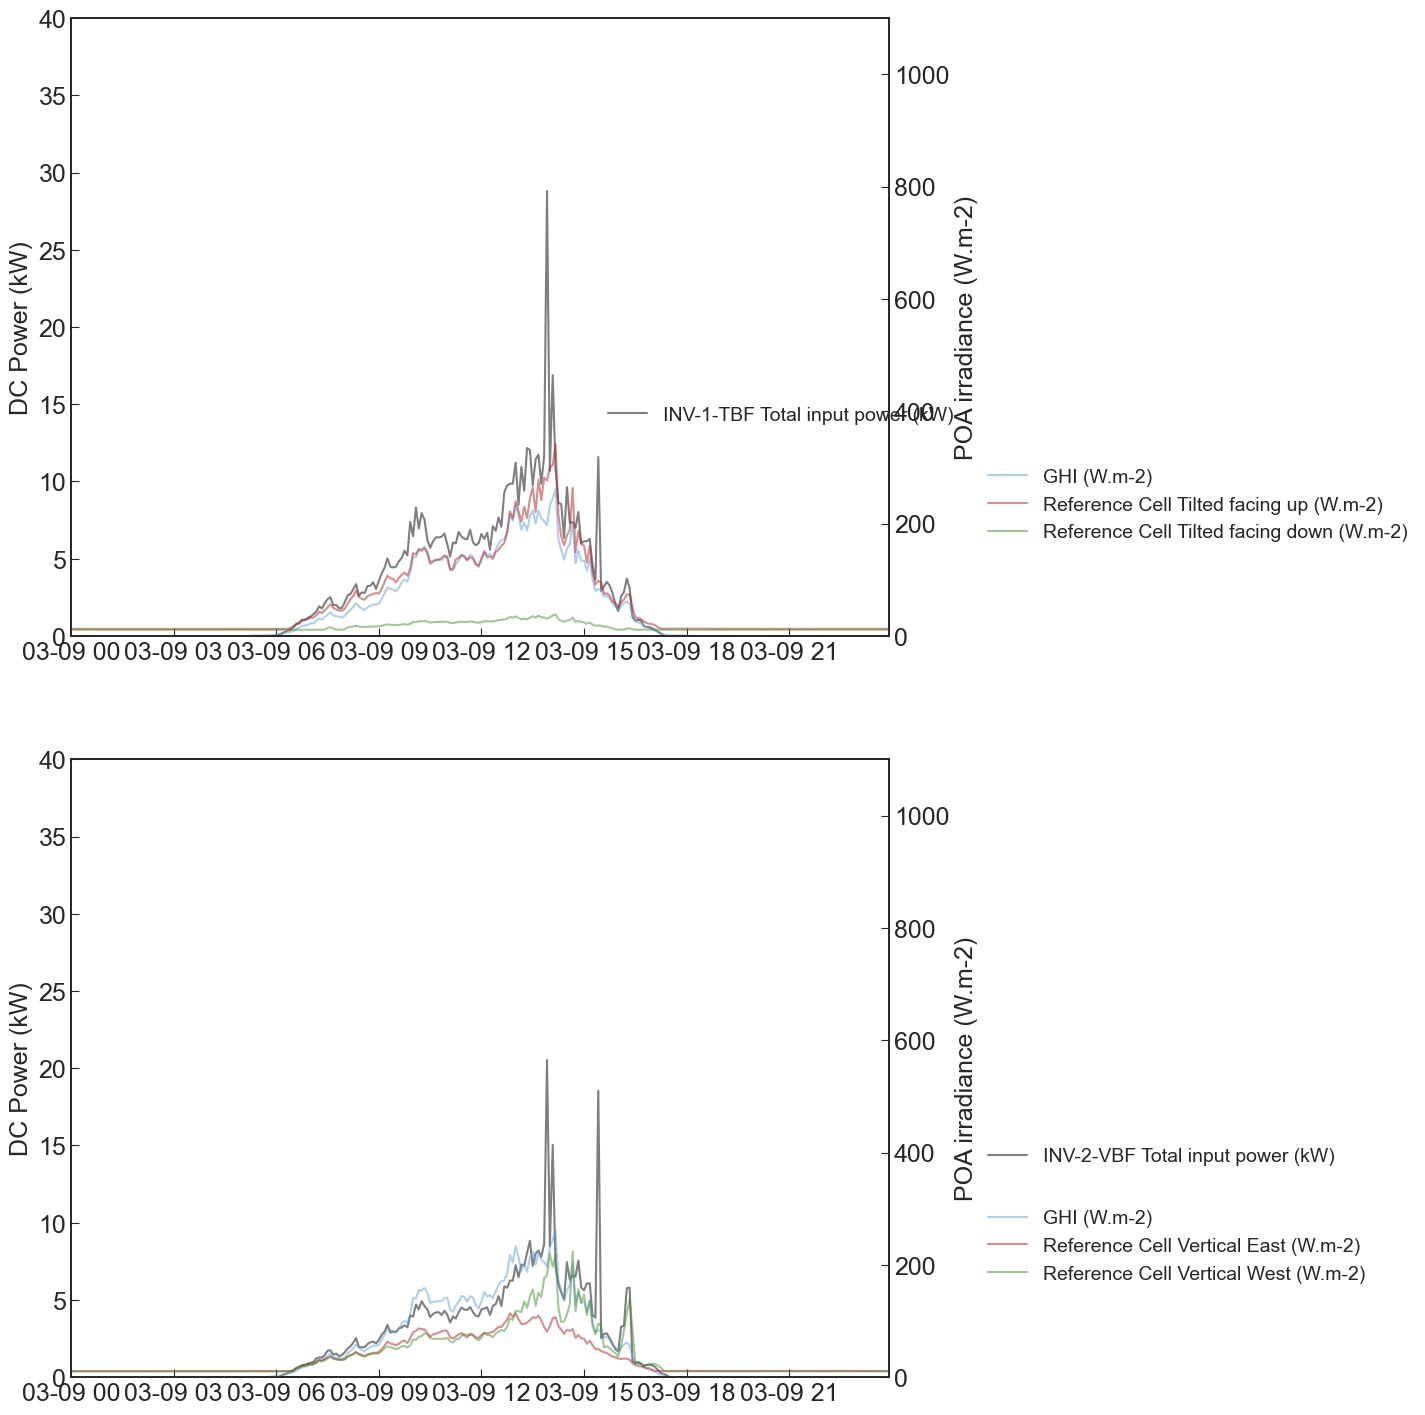 40
35
30
25
20
15
10
5
0
DC Power (kW)
1000
800
600
400
200
0
POA irradiance (W.m-2)
INV-1-TBF Total input power (kW)
GHI (W.m-2)
Reference Cell Tilted facing up (W.m-2)
Reference Cell Tilted facing down (W.m-2)
03-09 00 03-09 03 03-09 06 03-09 09 03-09 12 03-09 15 03-09 18 03-09 21
40
35
30
25
20
15
10
5
0
DC Power (kW)
1000
800
600
400
200
0
POA irradiance (W.m-2)
INV-2-VBF Total input power (kW)
GHI (W.m-2)
Reference Cell Vertical East (W.m-2)
Reference Cell Vertical West (W.m-2)
03-09 00 03-09 03 03-09 06 03-09 09 03-09 12 03-09 15 03-09 18 03-09 21